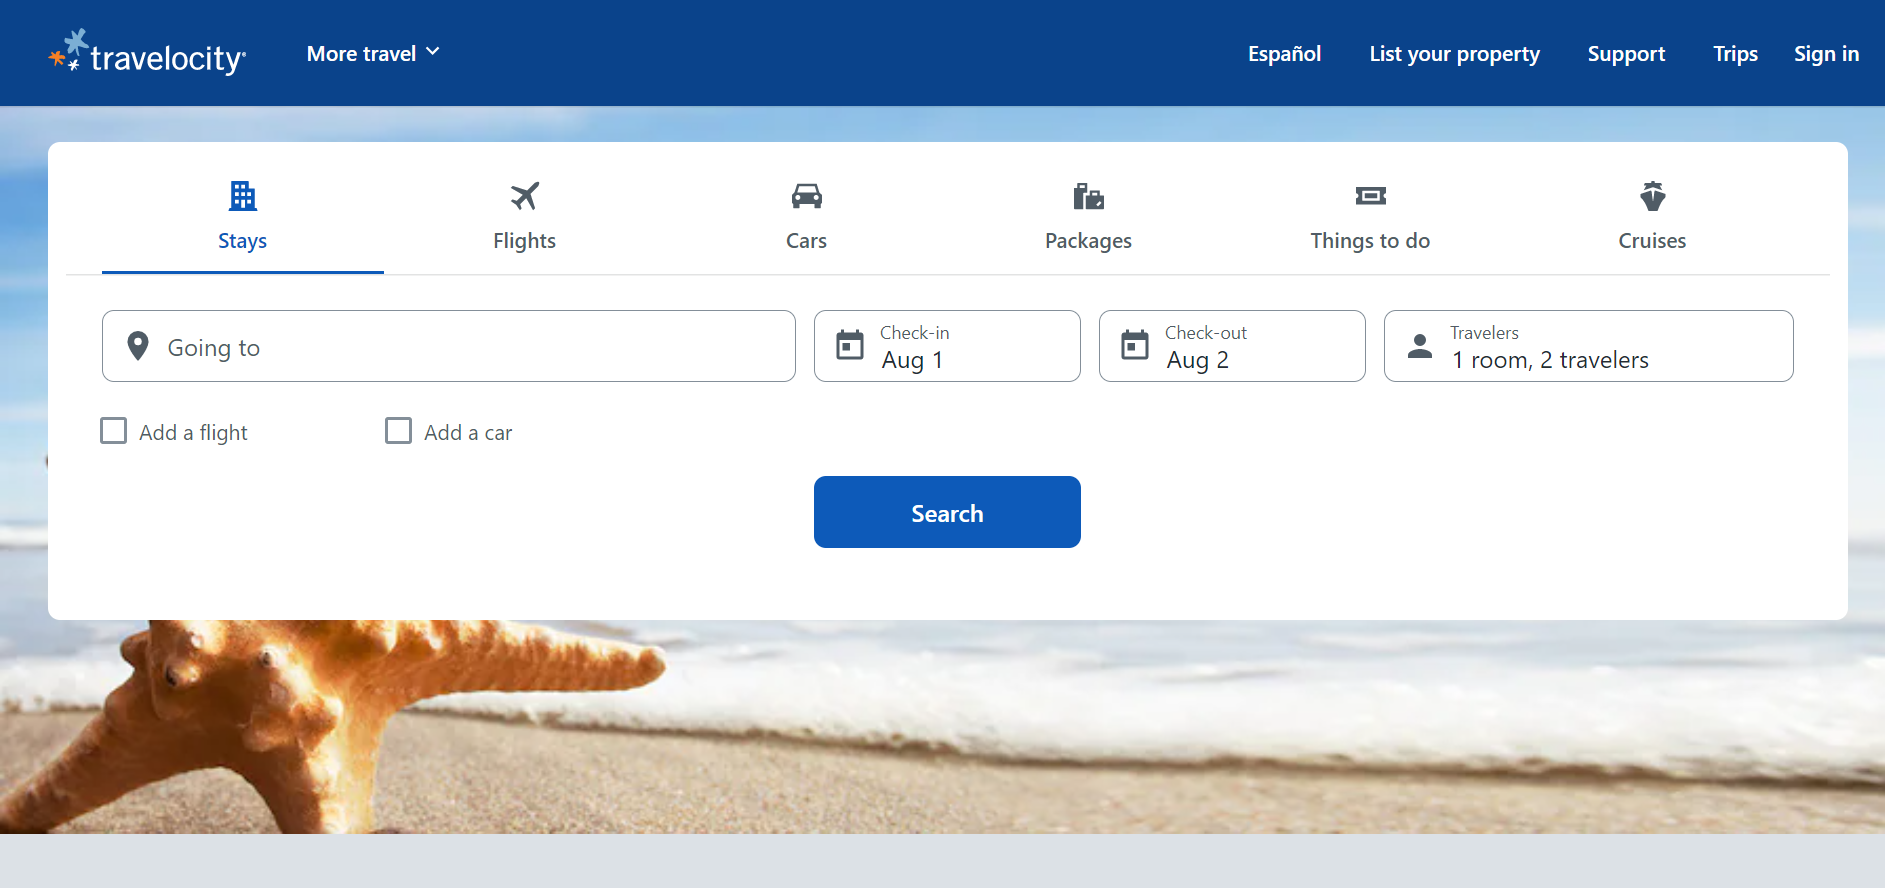 travelocity
More travel
Español
List your property
Support
Trips
Sign in
Stays
Flights
Cars
Packages
Things to do
Cruises
Going to
Check-in
Aug 1
Check-out
Aug 2
Travelers
1 room, 2 travelers
Add a flight
Add a car
Search